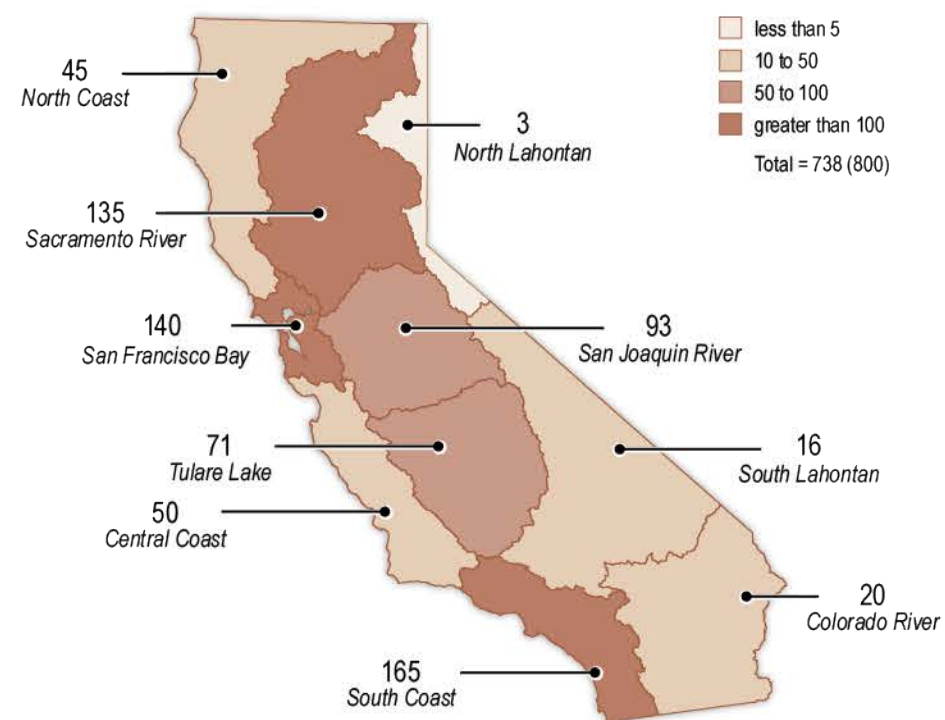 less than 5
10 to 50
50 to 100
greater than 100
Total = 738 (800)
45
North Coast
3
North Lahontan
135
Sacramento River
140
San Francisco Bay
93
San Joaquin River
71
Tulare Lake
16
South Lahontan
50
Central Coast
20
Colorado River
165
South Coast